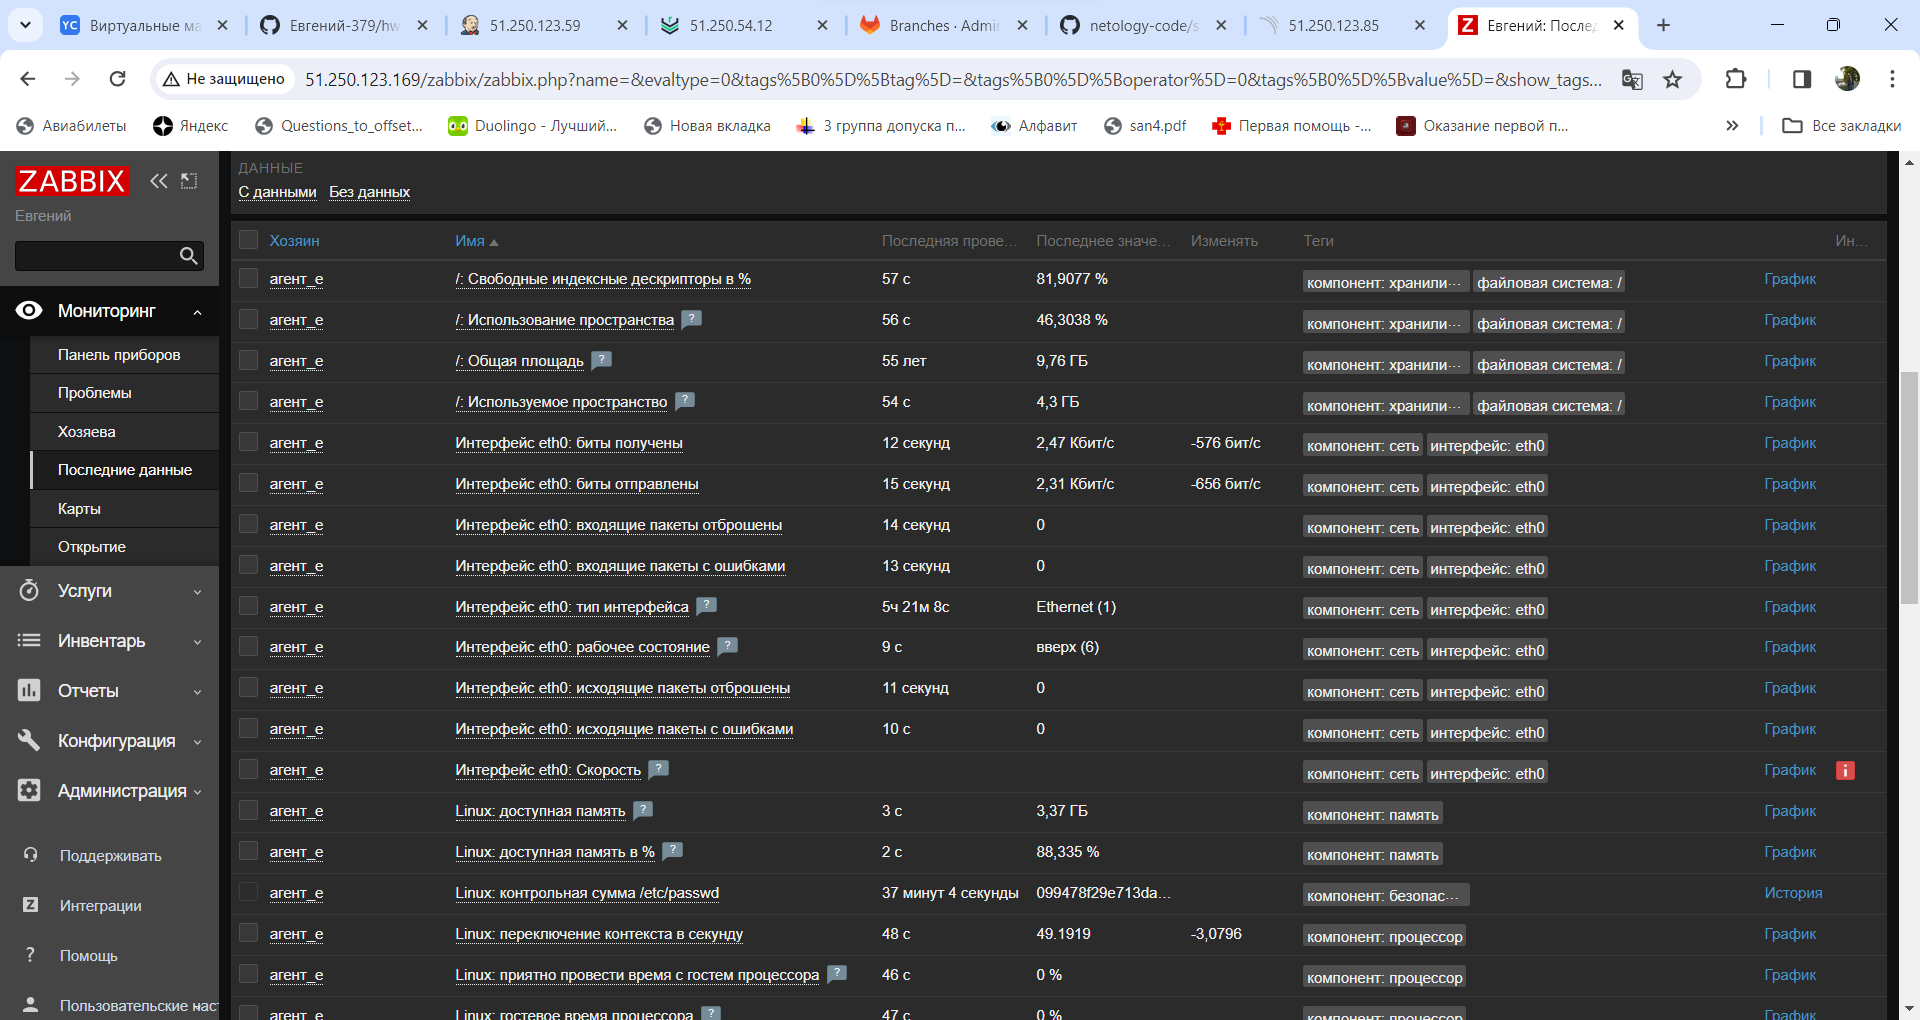 Виртуальные ма
Евгений-379/hw
51.250.123.59
51.250.54.12
Branches · Admin
netology-code/s
51.250.123.85
Евгений: Послед
Не защищено
51.250.123.169/zabbix/zabbix.php?name=&evaltype=0&tags%5B0%5D%5Btag%5D=&tags%5B0%5D%5Boperator%5D=0&tags%5B0%5D%5Bvalue%5D=&show_tags...
Авиабилеты
Яндекс
Questions_to_offset...
Duolingo - Лучший...
Новая вкладка
3 группа допуска п...
Алфавит
san4.pdf
Первая помощь -...
Оказание первой п...
Все закладки
ZABBIX
Евгений
Мониторинг
Панель приборов
Проблемы
Хозяева
Последние данные
Карты
Открытие
Услуги
Инвентарь
Отчеты
Конфигурация
Администрация
Поддерживать
Интеграции
Помощь
Пользовательские наст
ДАННЫЕ
С данными Без данных
Хозяин Имя Последняя прове... Последнее значе... Изменять Теги Ин...
агент_е /: Свободные индексные дескрипторы в % 57 с 81,9077 % компонент: хранили... файловая система: / График
агент_е /: Использование пространства 56 с 46,3038 % компонент: хранили... файловая система: / График
агент_е /: Общая площадь 55 лет 9,76 ГБ компонент: хранили... файловая система: / График
агент_е /: Используемое пространство 54 с 4,3 ГБ компонент: хранили... файловая система: / График
агент_е Интерфейс eth0: биты получены 12 секунд 2,47 Кбит/с -576 бит/с компонент: сеть интерфейс: eth0 График
агент_е Интерфейс eth0: биты отправлены 15 секунд 2,31 Кбит/с -656 бит/с компонент: сеть интерфейс: eth0 График
агент_е Интерфейс eth0: входящие пакеты отброшены 14 секунд 0 компонент: сеть интерфейс: eth0 График
агент_е Интерфейс eth0: входящие пакеты с ошибками 13 секунд 0 компонент: сеть интерфейс: eth0 График
агент_е Интерфейс eth0: тип интерфейса 5ч 21м 8с Ethernet (1) компонент: сеть интерфейс: eth0 График
агент_е Интерфейс eth0: рабочее состояние 9 с вверх (6) компонент: сеть интерфейс: eth0 График
агент_е Интерфейс eth0: исходящие пакеты отброшены 11 секунд 0 компонент: сеть интерфейс: eth0 График
агент_е Интерфейс eth0: исходящие пакеты с ошибками 10 с 0 компонент: сеть интерфейс: eth0 График
агент_е Интерфейс eth0: Скорость компонент: сеть интерфейс: eth0 График
агент_е Linux: доступная память 3 с 3,37 ГБ компонент: память График
агент_е Linux: доступная память в % 2 с 88,335 % компонент: память График
агент_е Linux: контрольная сумма /etc/passwd 37 минут 4 секунды 099478f29e713da... компонент: безопас... История
агент_е Linux: переключение контекста в секунду 48 с 49.1919 -3,0796 компонент: процессор График
агент_е Linux: приятно провести время с гостем процессора 46 с 0 % компонент: процессор График
агент_е Linux: гостевое время процессора 47 с 0 % компонент: процессор График